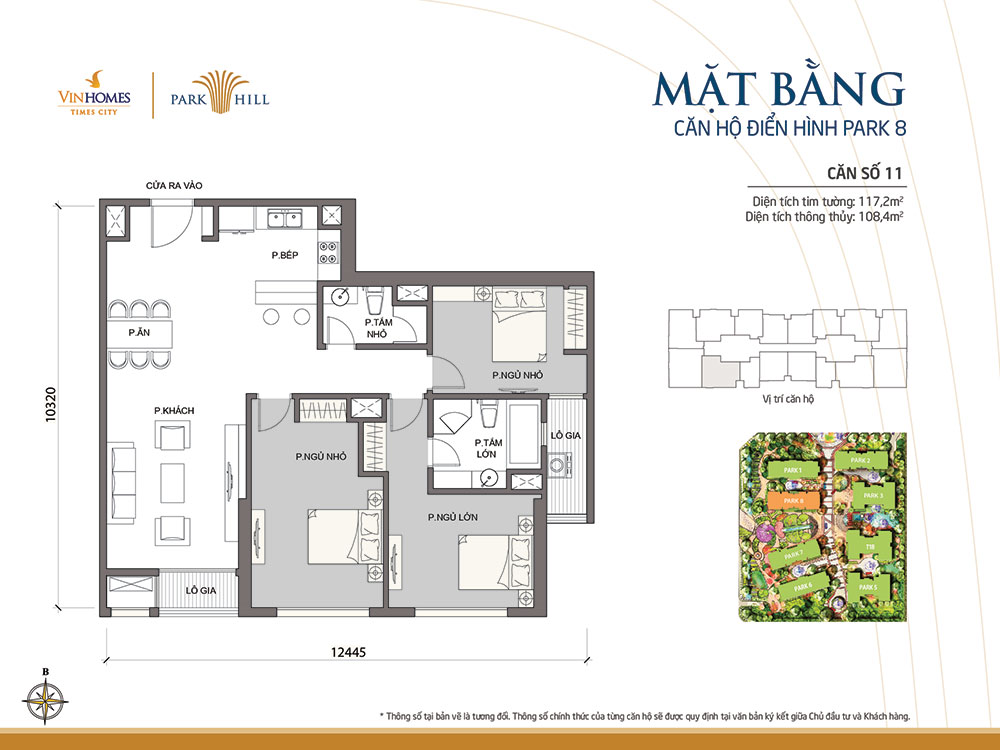 VINHOMES
TIMES CITY
PARK HILL
MẶT BẰNG
CĂN HỘ ĐIỂN HÌNH PARK 8
CĂN SỐ 11
Diện tích tim tường: 117,2m²
Diện tích thông thủy: 108,4m²
CỬA RA VÀO
P.BẾP
P.TẮM
NHỎ
P.ĂN
P.NGỦ NHỎ
P.KHÁCH
LÔ GIA
P.TẮM
LỚN
P.NGỦ NHỎ
P.NGỦ LỚN
LÔ GIA
10320
12445
Vị trí căn hộ
PARK 1
PARK 2
PARK 8
PARK 3
PARK 7
T18
PARK 6
PARK 5
B
* Thông số tại bản vẽ là tương đối. Thông số chính thức của từng căn hộ sẽ được quy định tại văn bản ký kết giữa Chủ đầu tư và Khách hàng.